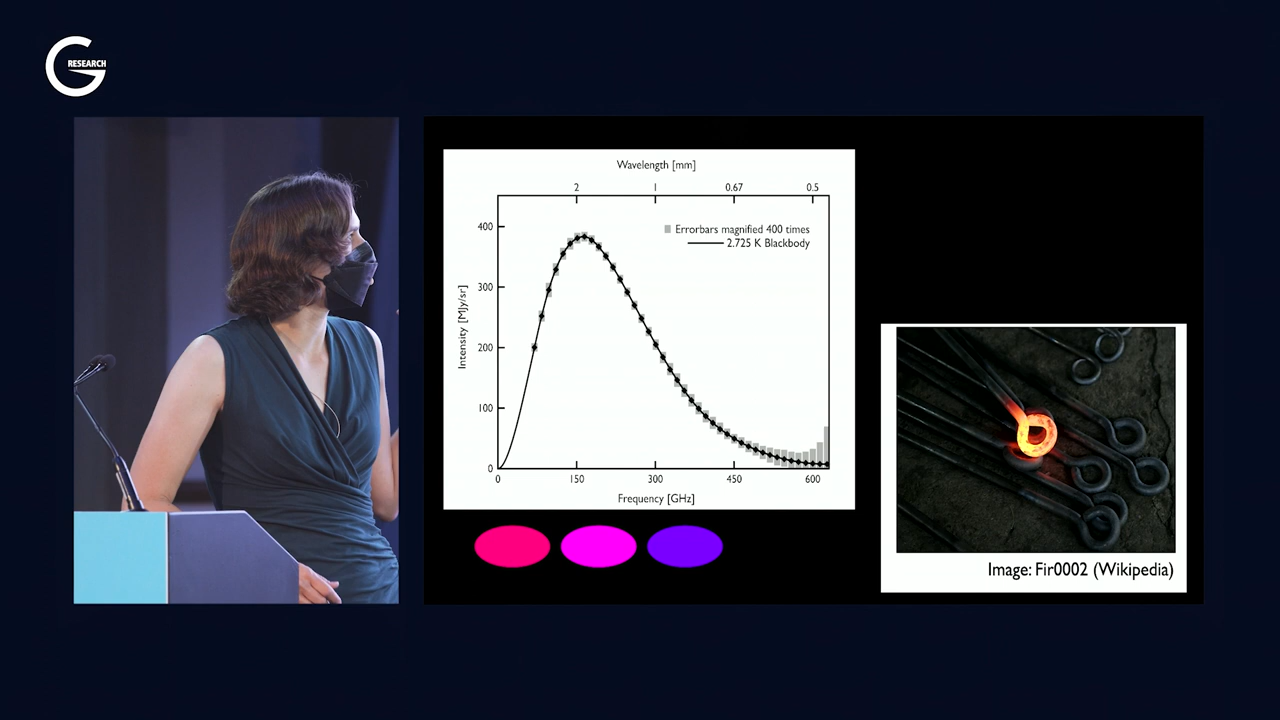 G
RESEARCH
Wavelength [mm]
2 1 0.67 0.5
400
300
200
100
0
Intensity [MJy/sr]
Errorbars magnified 400 times
2.725 K Blackbody
0 150 300 450 600
Frequency [GHz]
Image: Fir0002 (Wikipedia)